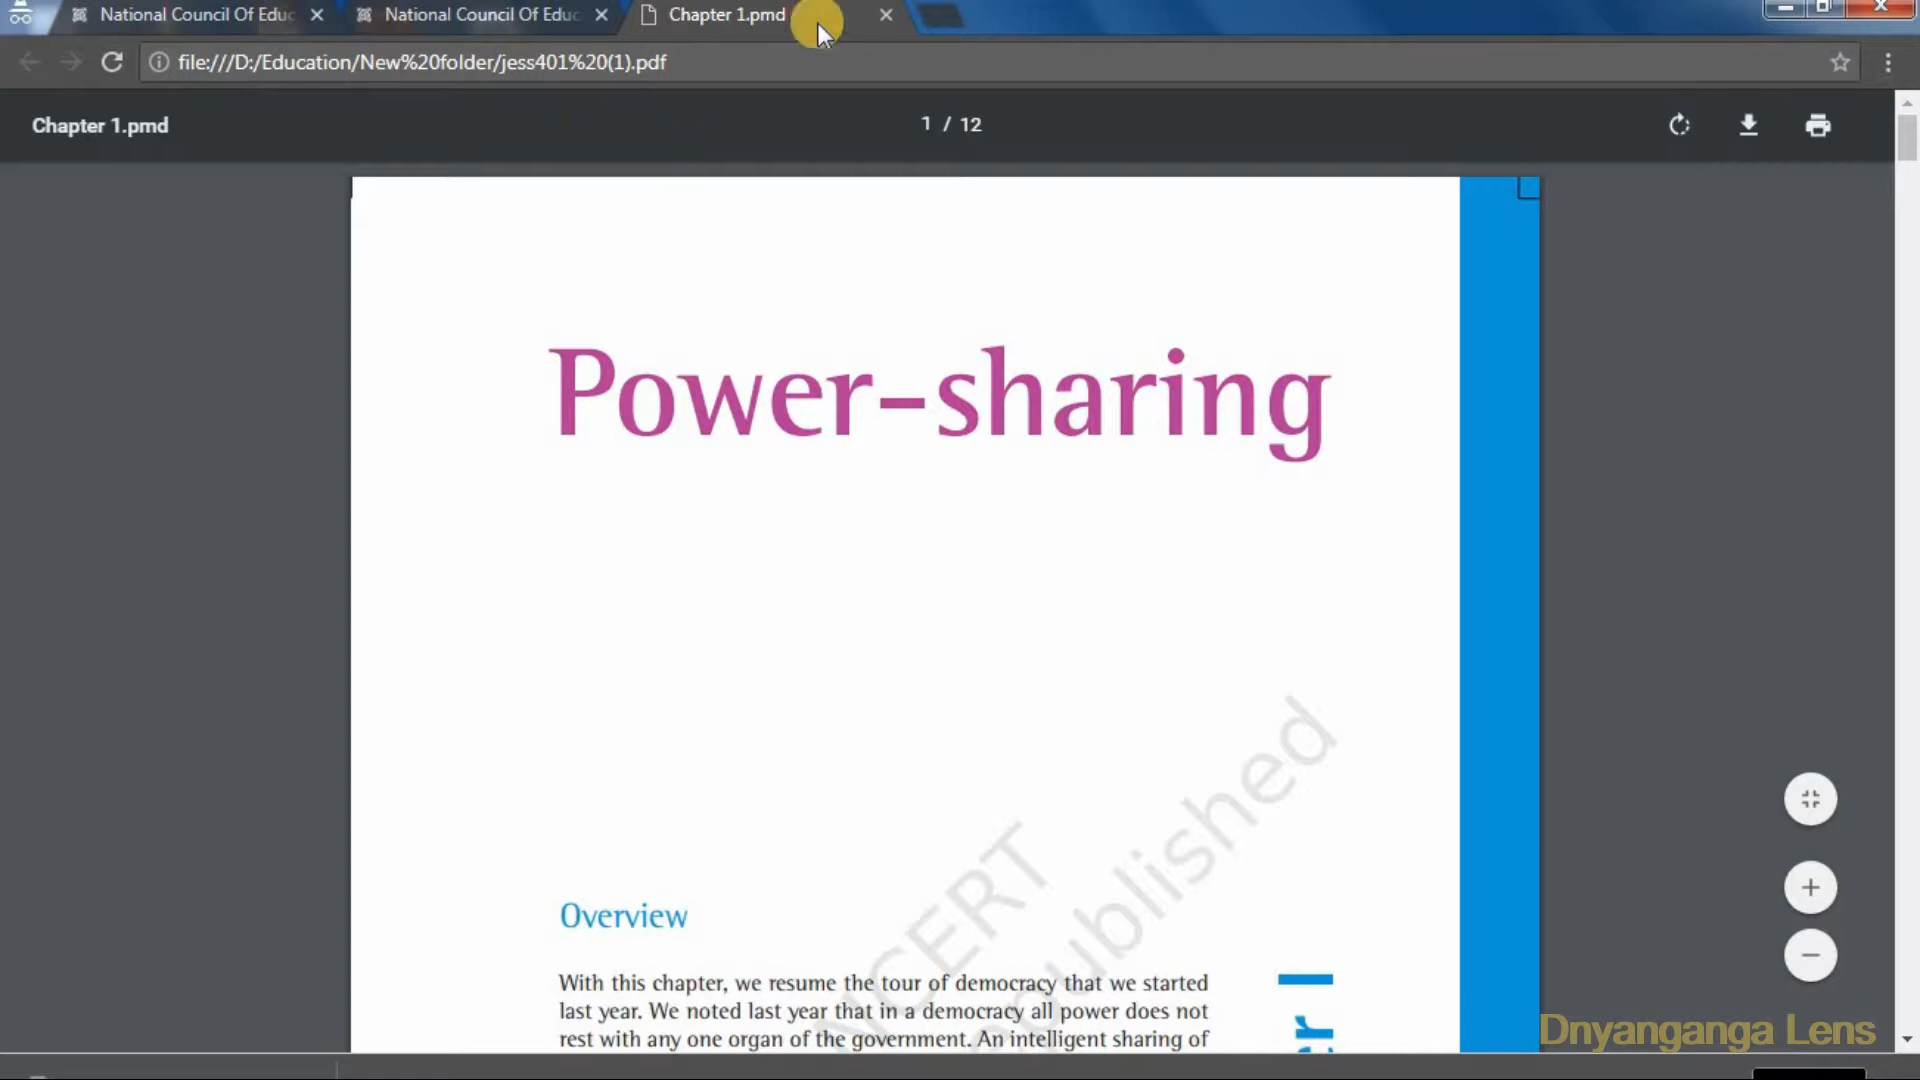 National Council Of Educ
National Council Of Educ
Chapter 1.pmd
file:///D:/Education/New%20folder/jess401%20(1).pdf
Chapter 1.pmd
1 / 12
Power-sharing
Overview
With this chapter, we resume the tour of democracy that we started
last year. We noted last year that in a democracy all power does not
rest with any one organ of the government. An intelligent sharing of
NCERT
republished
Dnyanganga Lens